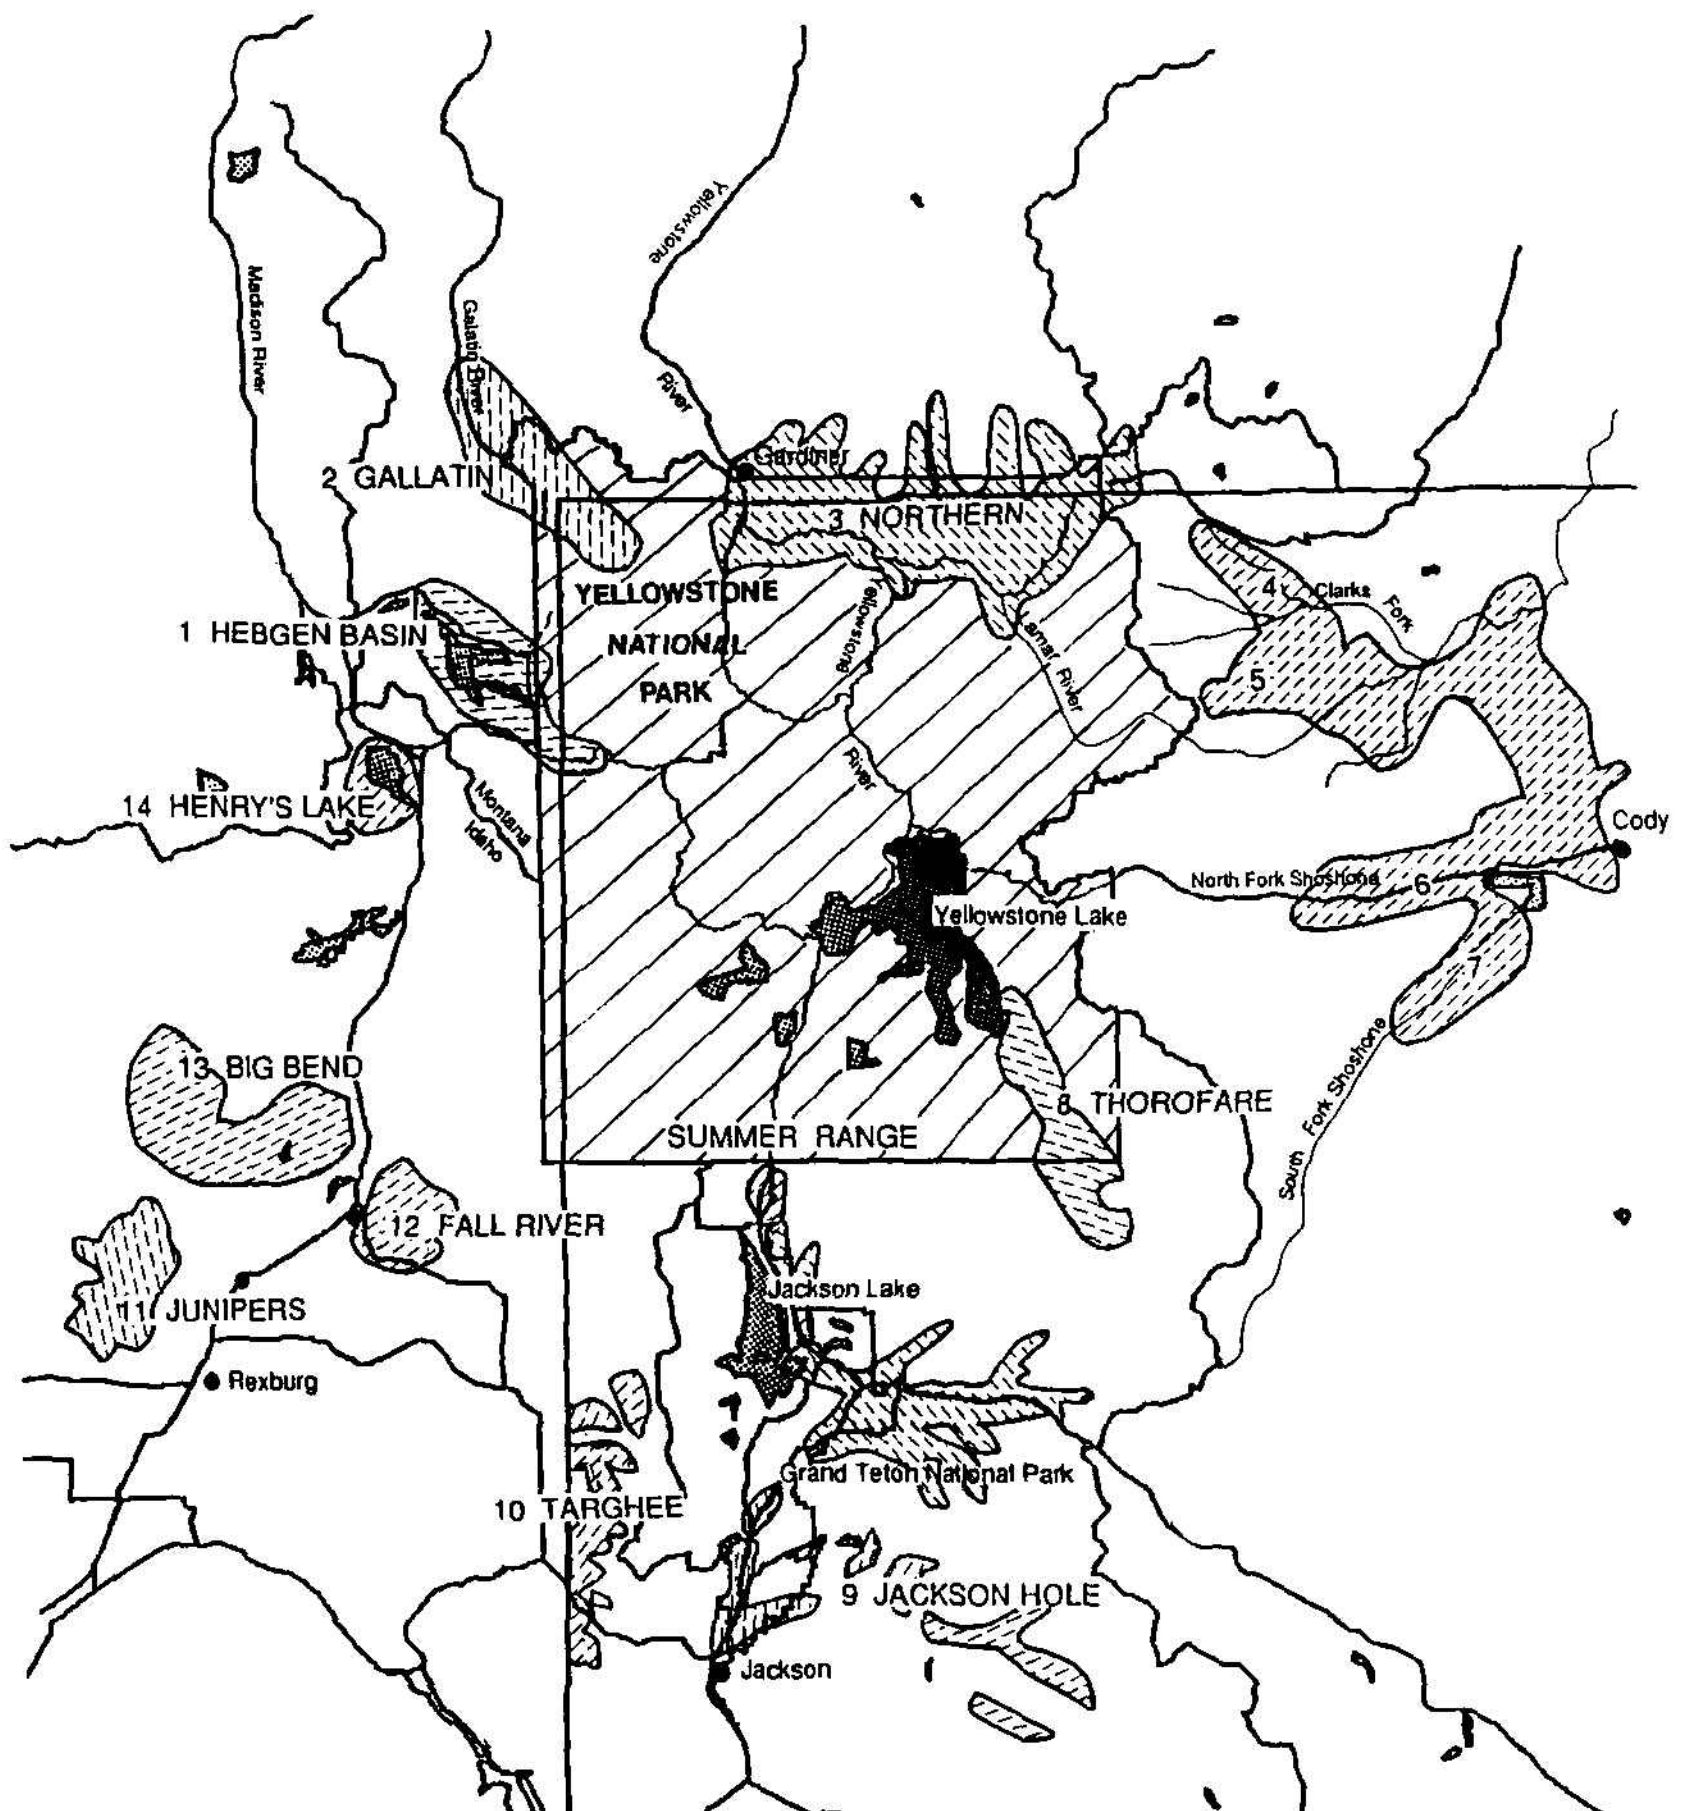 Yellowstone
Madison River
Galatin River
River
Gardiner
2 GALLATIN
3 NORTHERN
YELLOWSTONE
NATIONAL
PARK
Yellowstone
River
Lamar River
4
Clarks Fork
5
1 HEBGEN BASIN
14 HENRY'S LAKE
Montana
Idaho
Cody
North Fork Shoshone
6
Yellowstone Lake
7
South Fork Shoshone
13 BIG BEND
8 THOROFARE
SUMMER RANGE
12 FALL RIVER
Jackson Lake
11 JUNIPERS
Rexburg
Grand Teton National Park
10 TARGHEE
9 JACKSON HOLE
Jackson